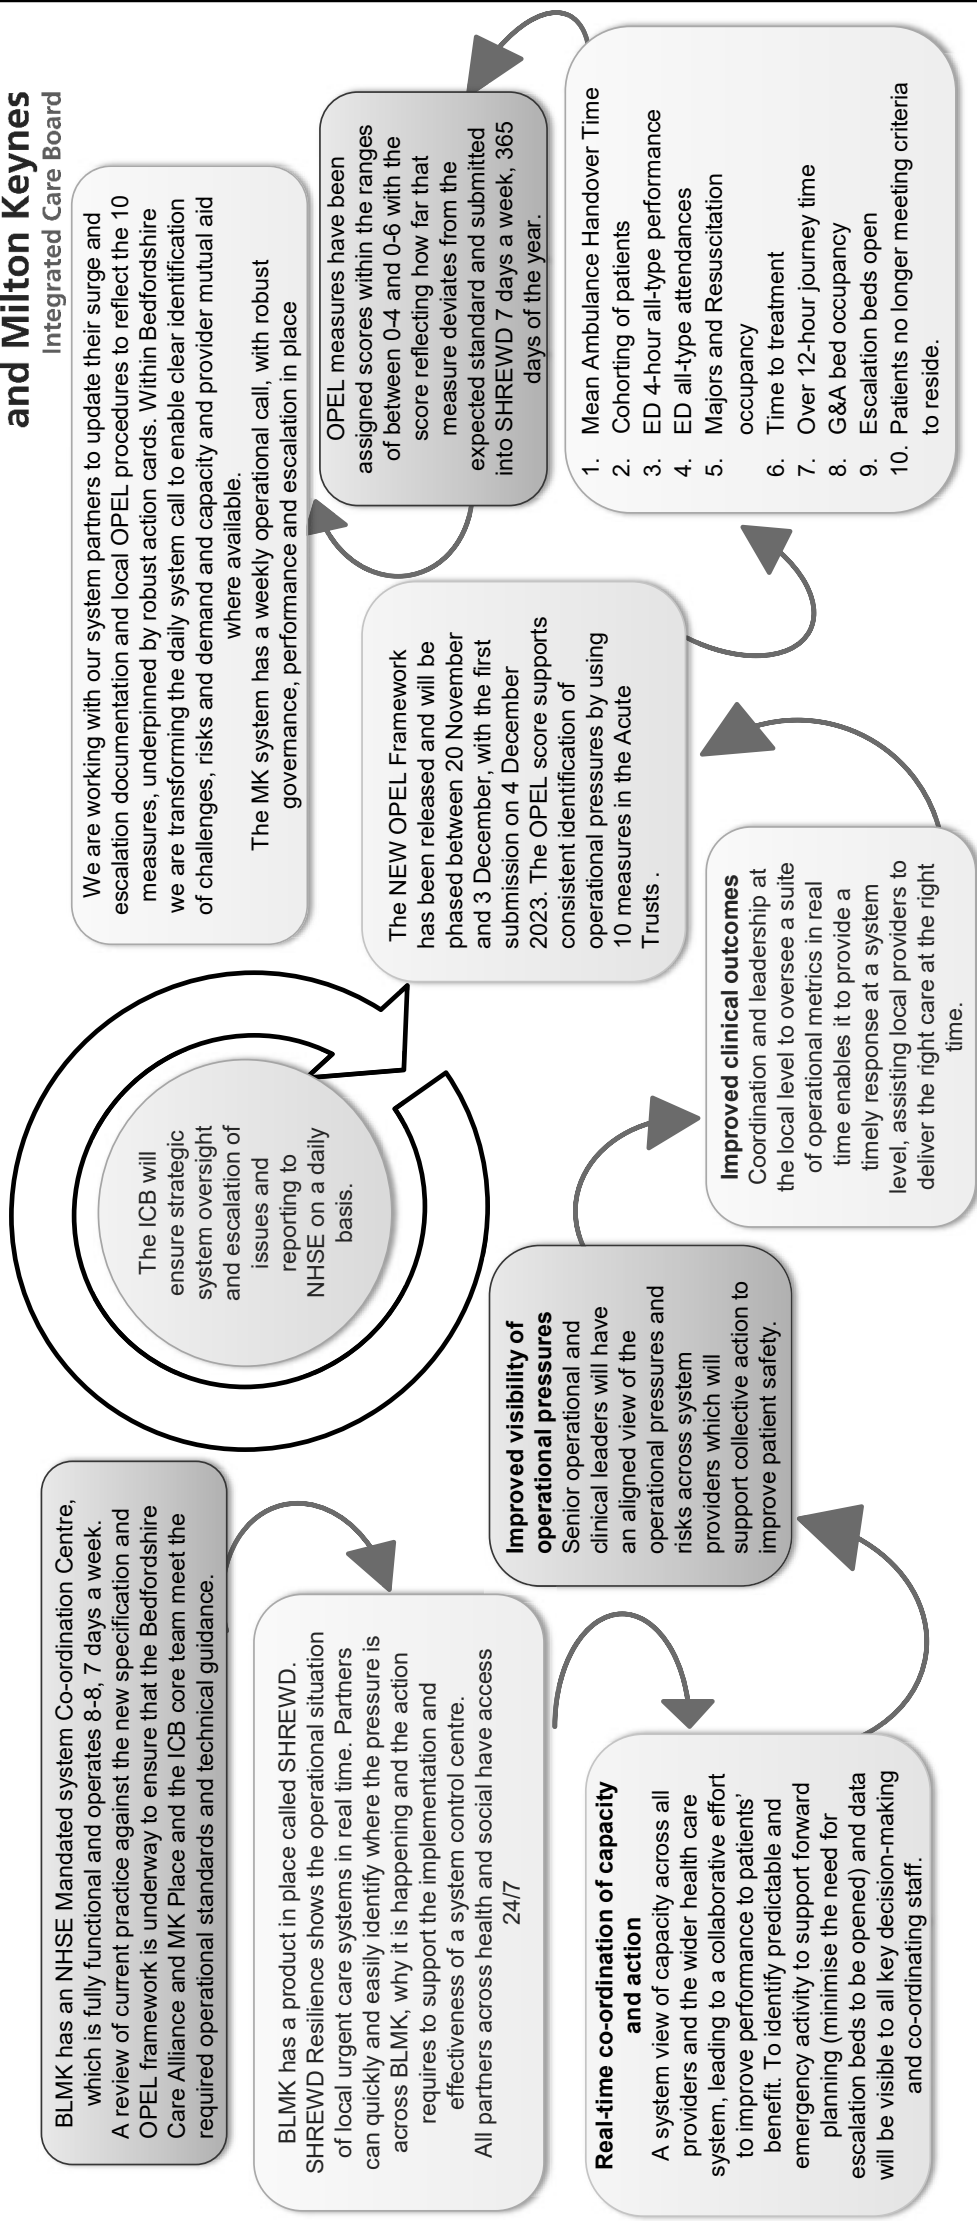 and Milton Keynes
Integrated Care Board
BLMK has an NHSE Mandated system Co-ordination Centre,
which is fully functional and operates 8-8, 7 days a week.
A review of current practice against the new specification and
OPEL framework is underway to ensure that the Bedfordshire
Care Alliance and MK Place and the ICB core team meet the
required operational standards and technical guidance.
BLMK has a product in place called SHREWD.
SHREWD Resilience shows the operational situation
of local urgent care systems in real time. Partners
can quickly and easily identify where the pressure is
across BLMK, why it is happening and the action
requires to support the implementation and
effectiveness of a system control centre.
All partners across health and social have access
24/7
Real-time co-ordination of capacity
and action
A system view of capacity across all
providers and the wider health care
system, leading to a collaborative effort
to improve performance to patients’
benefit. To identify predictable and
emergency activity to support forward
planning (minimise the need for
escalation beds to be opened) and data
will be visible to all key decision-making
and co-ordinating staff.
Improved visibility of
operational pressures
Senior operational and
clinical leaders will have
an aligned view of the
operational pressures and
risks across system
providers which will
support collective action to
improve patient safety.
Improved clinical outcomes
Coordination and leadership at
the local level to oversee a suite
of operational metrics in real
time enables it to provide a
timely response at a system
level, assisting local providers to
deliver the right care at the right
time.
The ICB will
ensure strategic
system oversight
and escalation of
issues and
reporting to
NHSE on a daily
basis.
The NEW OPEL Framework
has been released and will be
phased between 20 November
and 3 December, with the first
submission on 4 December
2023. The OPEL score supports
consistent identification of
operational pressures by using
10 measures in the Acute
Trusts .
1. Mean Ambulance Handover Time
2. Cohorting of patients
3. ED 4-hour all-type performance
4. ED all-type attendances
5. Majors and Resuscitation
occupancy
6. Time to treatment
7. Over 12-hour journey time
8. G&A bed occupancy
9. Escalation beds open
10. Patients no longer meeting criteria
to reside.
OPEL measures have been
assigned scores within the ranges
of between 0-4 and 0-6 with the
score reflecting how far that
measure deviates from the
expected standard and submitted
into SHREWD 7 days a week, 365
days of the year.
We are working with our system partners to update their surge and
escalation documentation and local OPEL procedures to reflect the 10
measures, underpinned by robust action cards. Within Bedfordshire
we are transforming the daily system call to enable clear identification
of challenges, risks and demand and capacity and provider mutual aid
where available.
The MK system has a weekly operational call, with robust
governance, performance and escalation in place